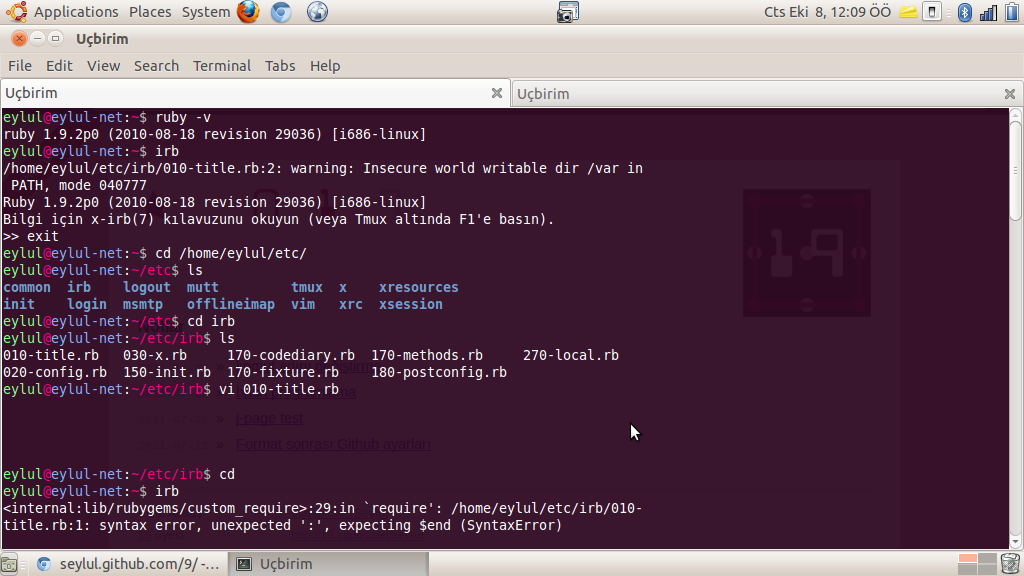 Applications Places System Cts Eki 8, 12:09 ÖÖ
Uçbirim
File Edit View Search Terminal Tabs Help
Uçbirim Uçbirim
eylul@eylul-net:~$ ruby -v
ruby 1.9.2p0 (2010-08-18 revision 29036) [i686-linux]
eylul@eylul-net:~$ irb
/home/eylul/etc/irb/010-title.rb:2: warning: Insecure world writable dir /var in
 PATH, mode 040777
Ruby 1.9.2p0 (2010-08-18 revision 29036) [i686-linux]
Bilgi için x-irb(7) kılavuzunu okuyun (veya Tmux altında F1'e basın).
>> exit
eylul@eylul-net:~$ cd /home/eylul/etc/
eylul@eylul-net:~/etc$ ls
common irb logout mutt tmux x xresources
init login msmtp offlineimap vim xrc xsession
eylul@eylul-net:~/etc$ cd irb
eylul@eylul-net:~/etc/irb$ ls
010-title.rb 030-x.rb 170-codediary.rb 170-methods.rb 270-local.rb
020-config.rb 150-init.rb 170-fixture.rb 180-postconfig.rb
eylul@eylul-net:~/etc/irb$ vi 010-title.rb
» j-page test
» Format sonrası Github ayarları
eylul@eylul-net:~/etc/irb$ cd
eylul@eylul-net:~$ irb
<internal:lib/rubygems/custom_require>:29:in `require': /home/eylul/etc/irb/010-
title.rb:1: syntax error, unexpected ':', expecting $end (SyntaxError)
seylul.github.com/9/ -... Uçbirim